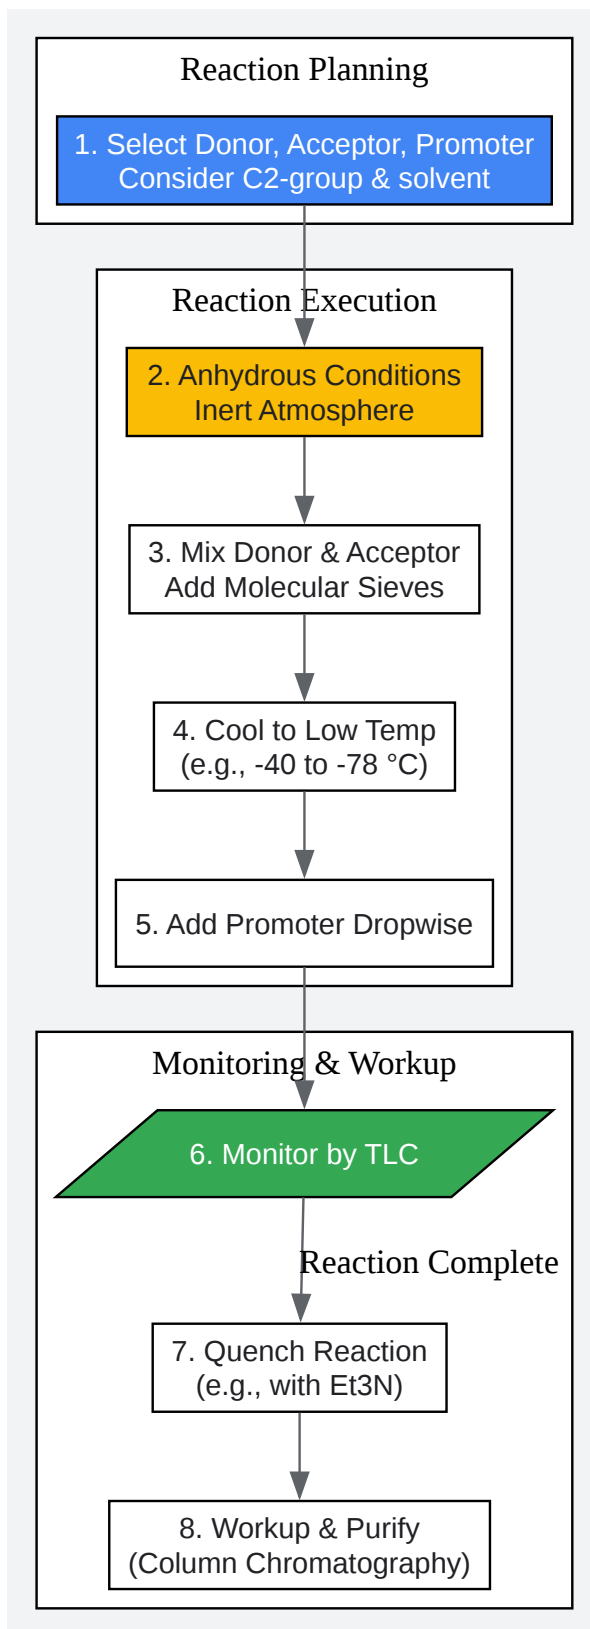 Reaction Planning
1. Select Donor, Acceptor, Promoter
Consider C2-group & solvent
Reaction Execution
2. Anhydrous Conditions
Inert Atmosphere
3. Mix Donor & Acceptor
Add Molecular Sieves
4. Cool to Low Temp
(e.g., -40 to -78 °C)
5. Add Promoter Dropwise
Monitoring & Workup
6. Monitor by TLC
Reaction Complete
7. Quench Reaction
(e.g., with Et3N)
8. Workup & Purify
(Column Chromatography)